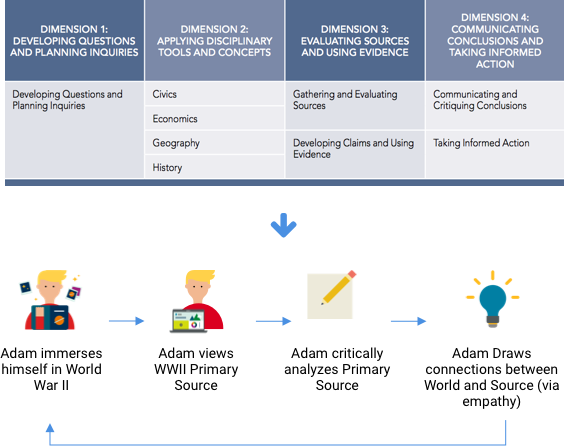 DIMENSION 1:
DEVELOPING QUESTIONS
AND PLANNING INQUIRIES
DIMENSION 2:
APPLYING DISCIPLINARY
TOOLS AND CONCEPTS
DIMENSION 3:
EVALUATING SOURCES
AND USING EVIDENCE
DIMENSION 4:
COMMUNICATING
CONCLUSIONS AND
TAKING INFORMED
ACTION
Developing Questions and
Planning Inquiries
Civics
Economics
Geography
History
Gathering and Evaluating
Sources
Developing Claims and Using
Evidence
Communicating and
Critiquing Conclusions
Taking Informed Action
Adam immerses
himself in World
War II
Adam views
WWII Primary
Source
Adam critically
analyzes Primary
Source
Adam Draws
connections between
World and Source (via
empathy)